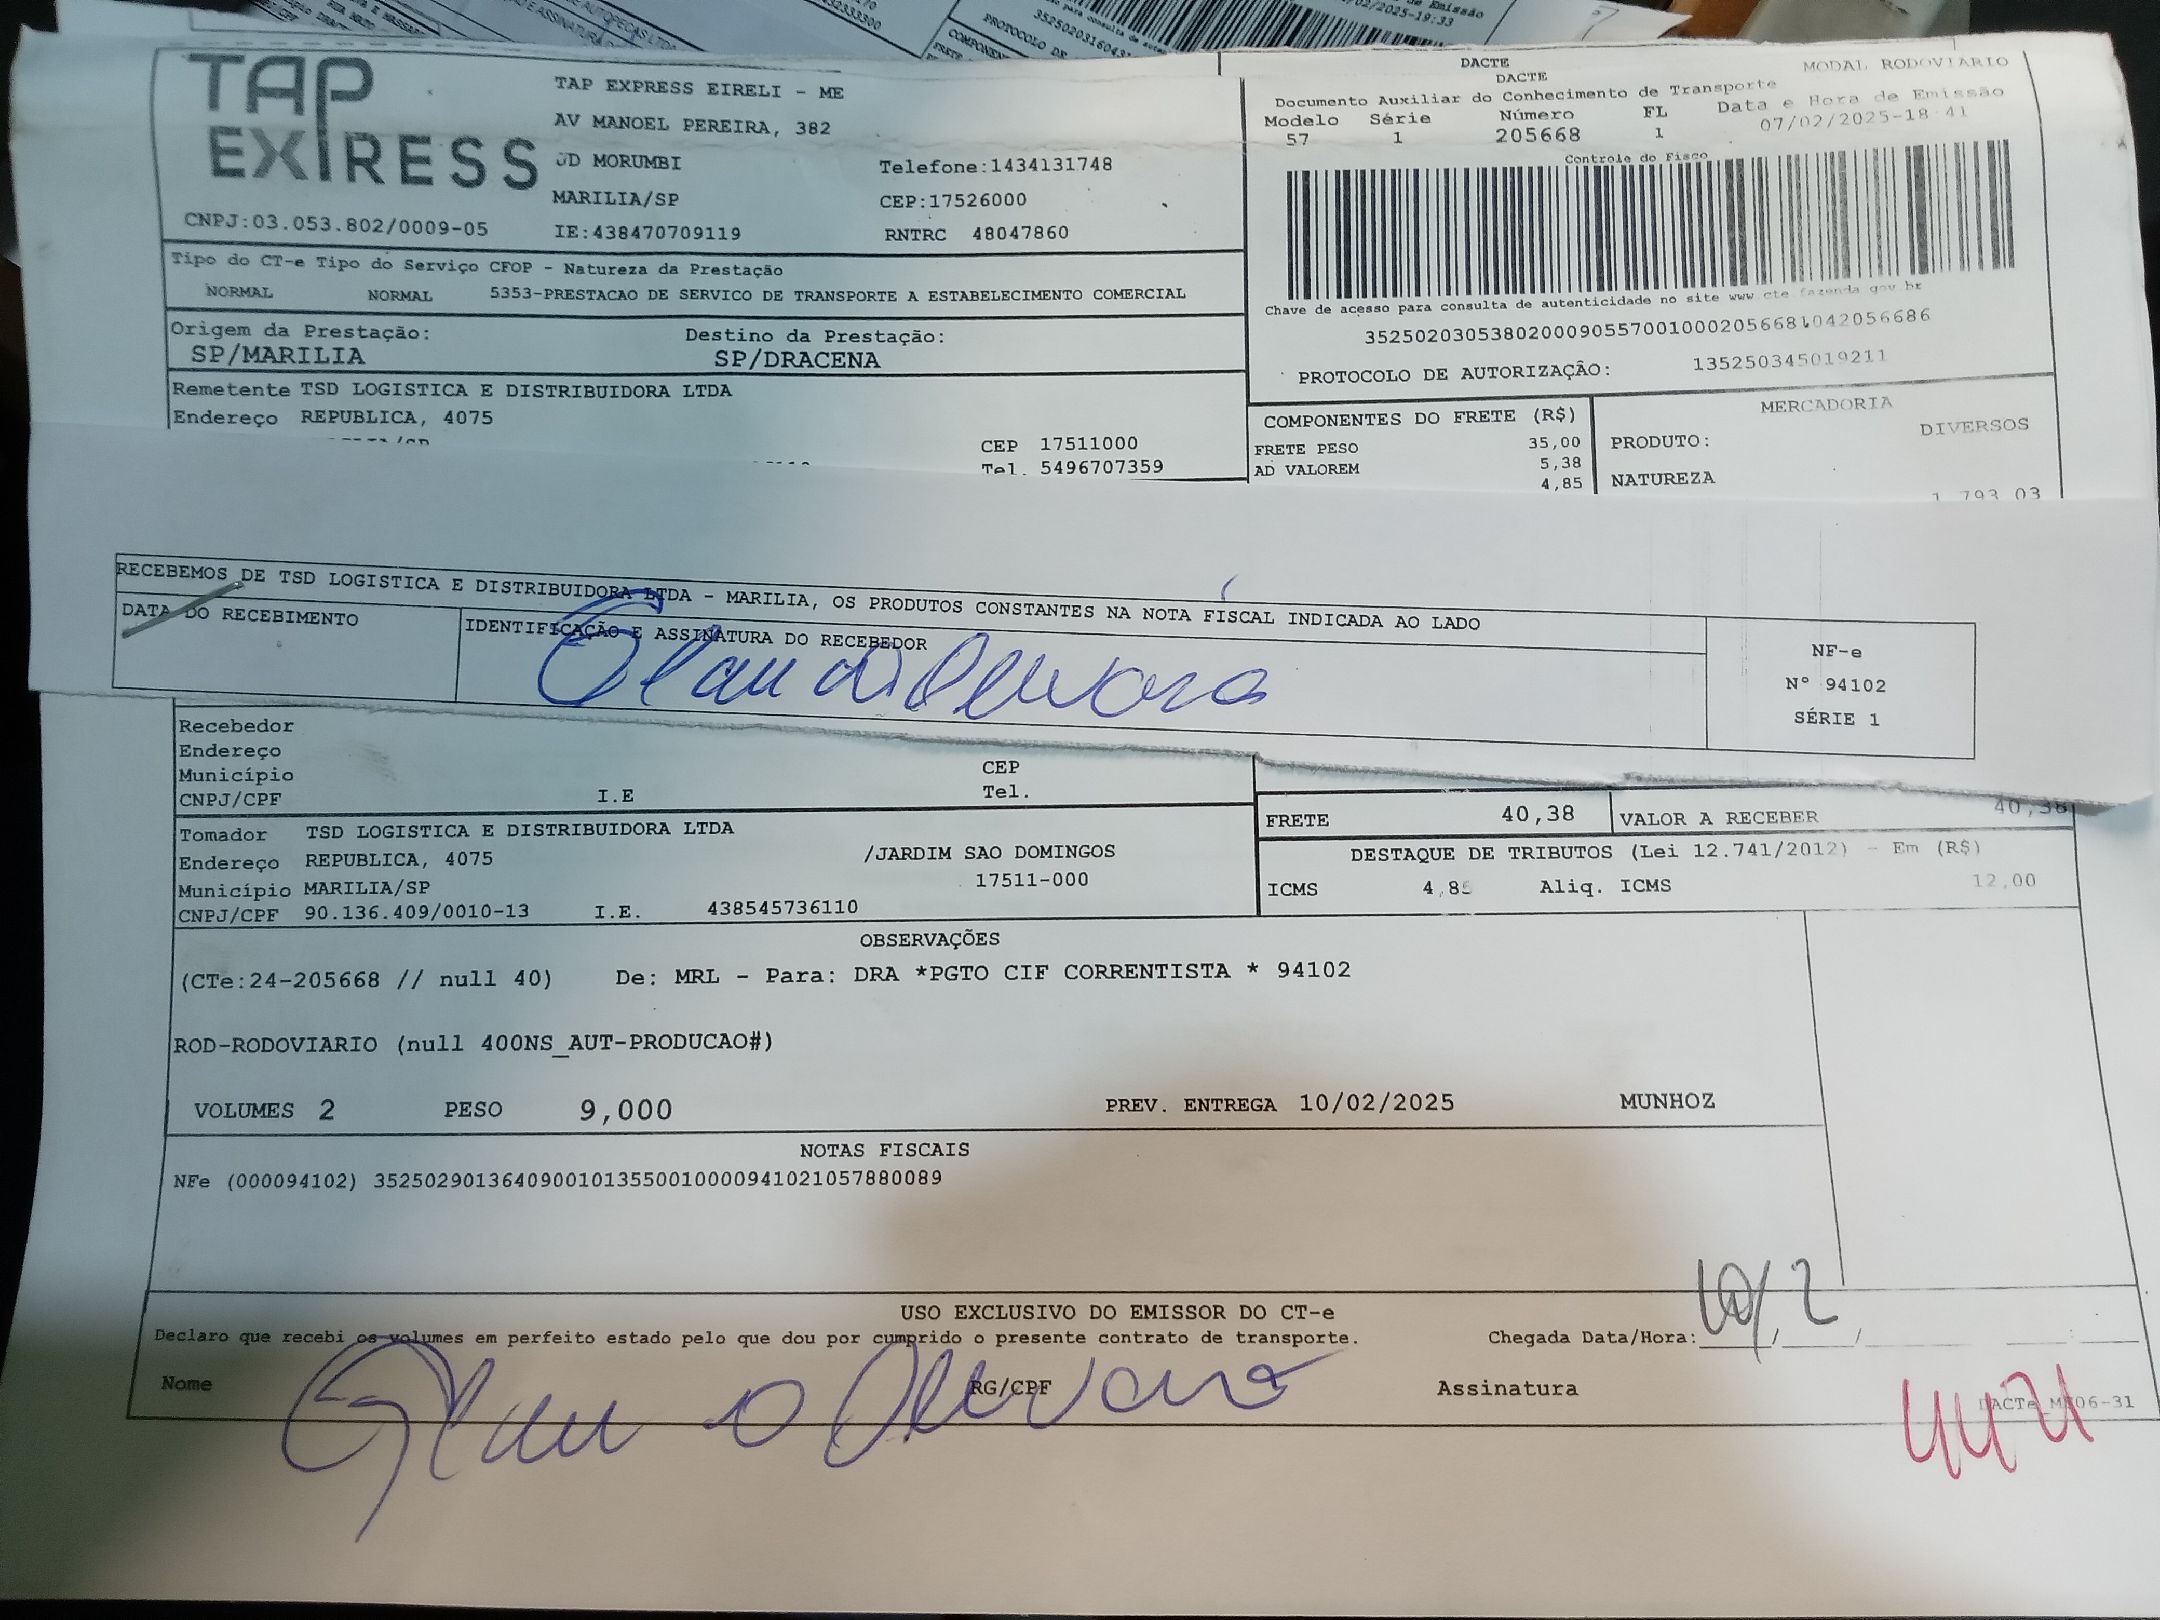 TAP EXPRESS
TAP EXPRESS EIRELI - ME
AV MANOEL PEREIRA, 382
JD MORUMBI
Telefone:1434131748
MARILIA/SP
CEP:17526000
CNPJ:03.053.802/0009-05
IE:438470709119
RNTRC 48047860
DACTE
MODAL RODOVIARIO
DACTE
Documento Auxiliar do Conhecimento de Transporte
Modelo Série Número FL Data e Hora de Emissão
57 1 205668 1 07/02/2025-18 41
Controle do Fisco
Chave de acesso para consulta de autenticidade no site www cte fazenda gov.br
35250203053802000905570010002056681042056686
PROTOCOLO DE AUTORIZAÇÃO: 135250345019211
Tipo do CT-e Tipo do Serviço CFOP - Natureza da Prestação
NORMAL NORMAL 5353-PRESTACAO DE SERVICO DE TRANSPORTE A ESTABELECIMENTO COMERCIAL
Origem da Prestação: Destino da Prestação:
SP/MARILIA SP/DRACENA
Remetente TSD LOGISTICA E DISTRIBUIDORA LTDA
Endereço REPUBLICA, 4075
CEP 17511000
Tel. 5496707359
COMPONENTES DO FRETE (R$)
FRETE PESO 35,00
AD VALOREM 5,38
4,85
MERCADORIA
PRODUTO: DIVERSOS
NATUREZA
1 793 03
RECEBEMOS DE TSD LOGISTICA E DISTRIBUIDORA LTDA - MARILIA, OS PRODUTOS CONSTANTES NA NOTA FISCAL INDICADA AO LADO
DATA DO RECEBIMENTO
IDENTIFICAÇÃO E ASSINATURA DO RECEBEDOR
NF-e
Nº 94102
SÉRIE 1
Recebedor
Endereço
Município CEP
CNPJ/CPF I.E Tel.
Tomador TSD LOGISTICA E DISTRIBUIDORA LTDA
Endereço REPUBLICA, 4075 /JARDIM SAO DOMINGOS
Município MARILIA/SP 17511-000
CNPJ/CPF 90.136.409/0010-13 I.E. 438545736110
FRETE 40,38 VALOR A RECEBER 40,38
DESTAQUE DE TRIBUTOS (Lei 12.741/2012) - Em (R$)
ICMS 4,85 Aliq. ICMS 12,00
OBSERVAÇÕES
(CTe:24-205668 // null 40) De: MRL - Para: DRA *PGTO CIF CORRENTISTA * 94102
ROD-RODOVIARIO (null 400NS_AUT-PRODUCAO#)
VOLUMES 2 PESO 9,000 PREV. ENTREGA 10/02/2025 MUNHOZ
NOTAS FISCAIS
NFe (000094102) 35250290136409001013550010000941021057880089
USO EXCLUSIVO DO EMISSOR DO CT-e
Declaro que recebi os volumes em perfeito estado pelo que dou por cumprido o presente contrato de transporte.
Chegada Data/Hora: 10/2
Nome RG/CPF Assinatura